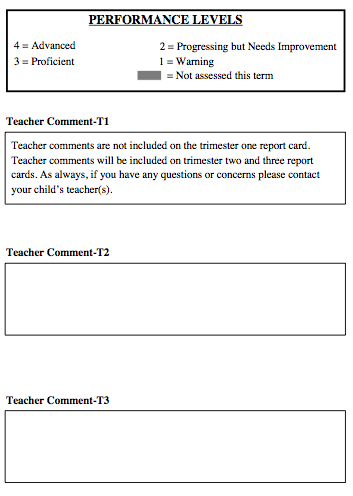 PERFORMANCE LEVELS
4 = Advanced
2 = Progressing but Needs Improvement
3 = Proficient
1 = Warning
= Not assessed this term
Teacher Comment-T1
Teacher comments are not included on the trimester one report card.
Teacher comments will be included on trimester two and three report
cards. As always, if you have any questions or concerns please contact
your child's teacher(s).
Teacher Comment-T2
Teacher Comment-T3